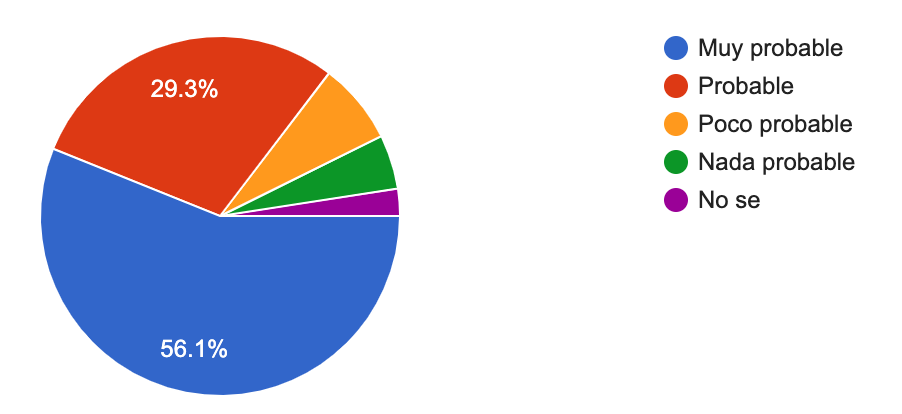 29.3%
56.1%
Muy probable
Probable
Poco probable
Nada probable
No se